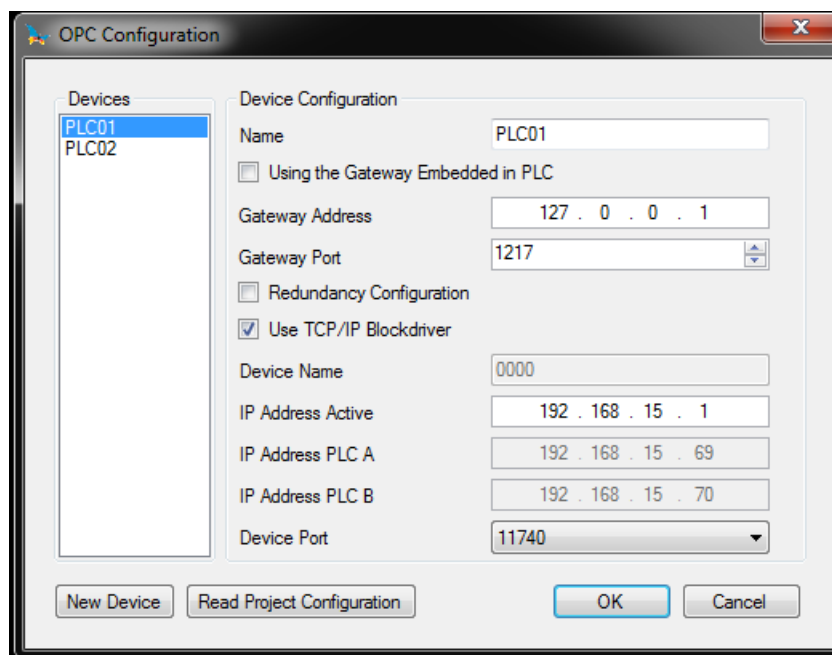 OPC Configuration
Devices
PLC01
PLC02
Device Configuration
Name PLC01
Using the Gateway Embedded in PLC
Gateway Address 127 . 0 . 0 . 1
Gateway Port 1217
Redundancy Configuration
Use TCP/IP Blockdriver
Device Name 0000
IP Address Active 192 . 168 . 15 . 1
IP Address PLC A 192 . 168 . 15 . 69
IP Address PLC B 192 . 168 . 15 . 70
Device Port 11740
New Device Read Project Configuration OK Cancel